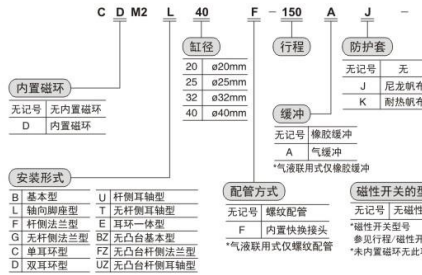 C D M2 L 40 F － 150 A J －
缸径
20 ø20mm
25 ø25mm
32 ø32mm
40 ø40mm
行程
防护套
无记号 无
J 尼龙帆布
K 耐热帆布
内置磁环
无记号 无内置磁环
D 内置磁环
缓冲
无记号 橡胶缓冲
A 气缓冲
*气液联用式仅橡胶缓冲
安装形式
B 基本型 U 杆侧耳轴型
L 轴向脚座型 T 无杆侧耳轴型
F 杆侧法兰型 E 耳环一体型
G 无杆侧法兰型 BZ 无凸台基本型
C 单耳环型 FZ 无凸台杆侧法兰型
D 双耳环型 UZ 无凸台杆侧耳轴型
配管方式
无记号 螺纹配管
F 内置快换接头
*气液联用式仅螺纹配管
磁性开关的型
无记号 无磁性
*磁性开关型号
参见行程/磁性开
*未内置磁环无此项